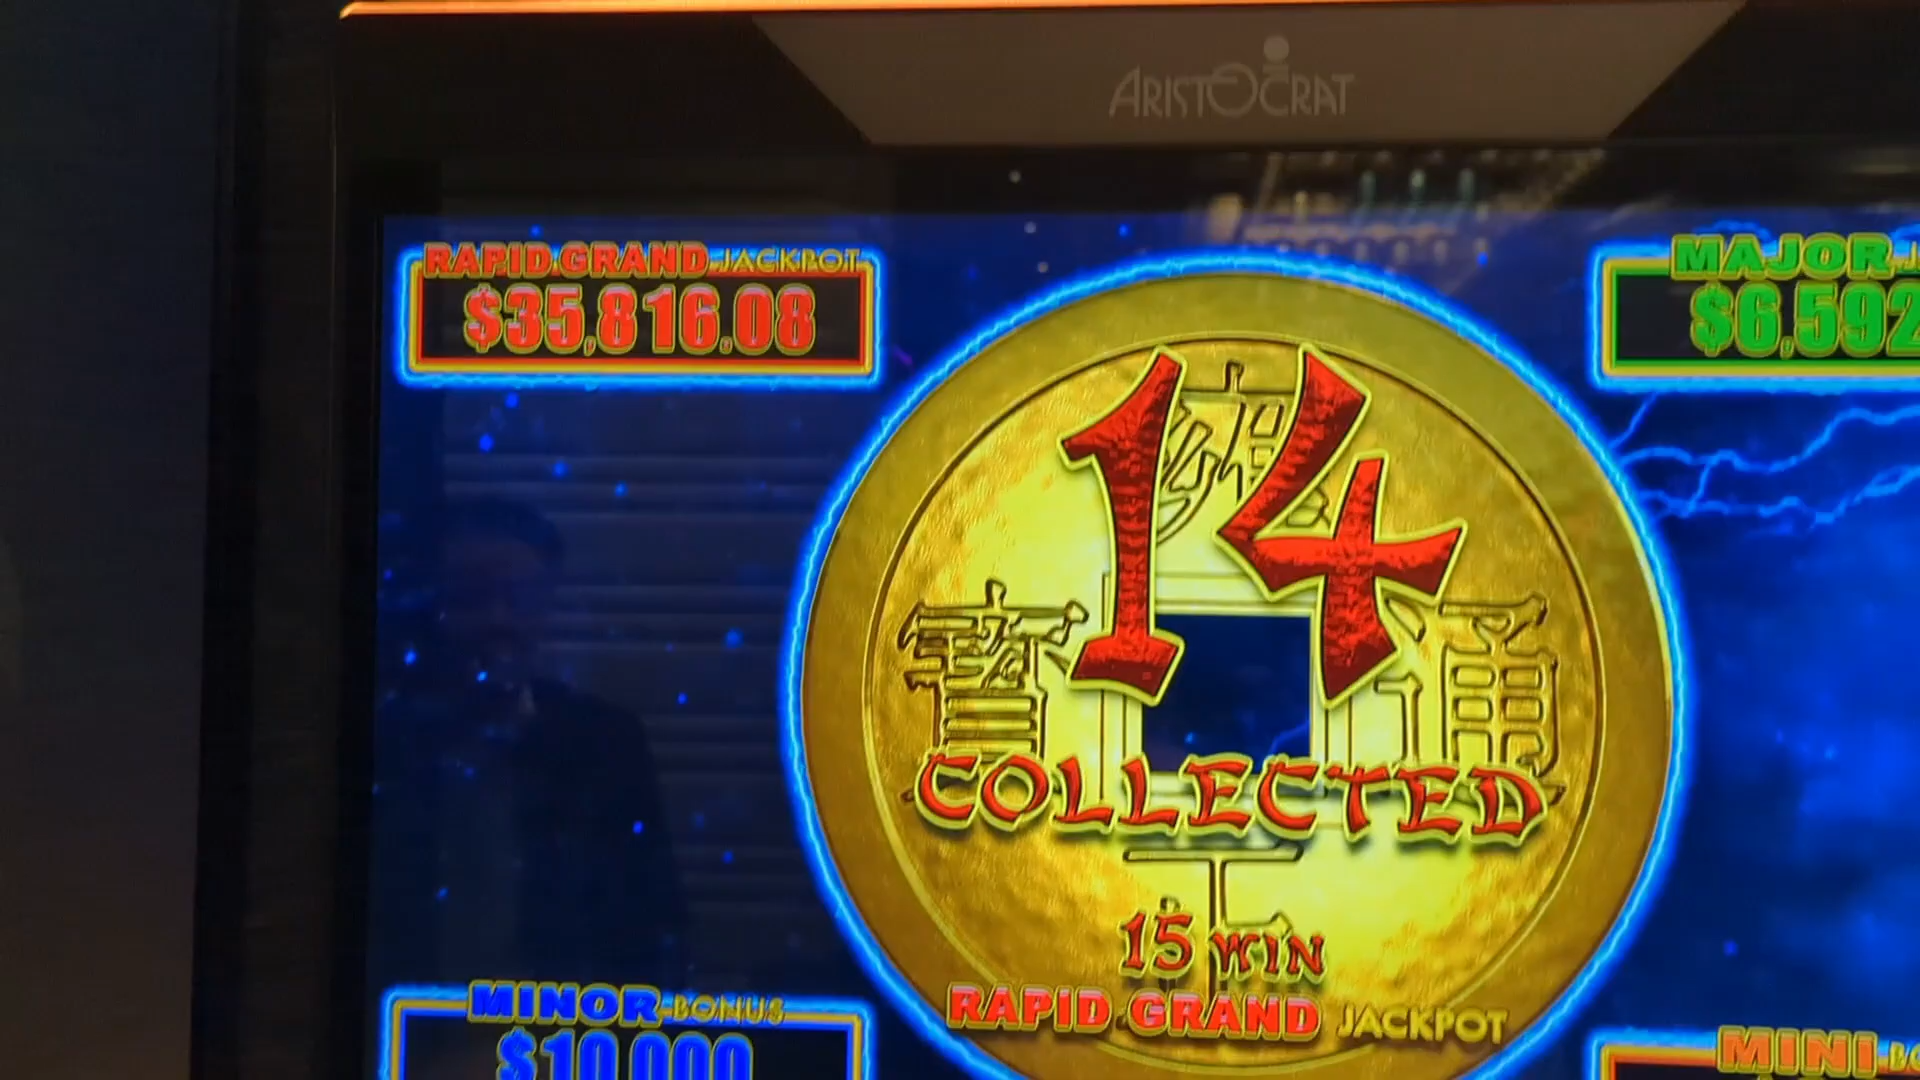 ARISTOCRAT
RAPID GRAND JACKPOT
$35,816.08
MAJOR
$6,592
14
寶 通
COLLECTED
15 WIN
RAPID GRAND JACKPOT
MINOR BONUS
$10,000
MINI